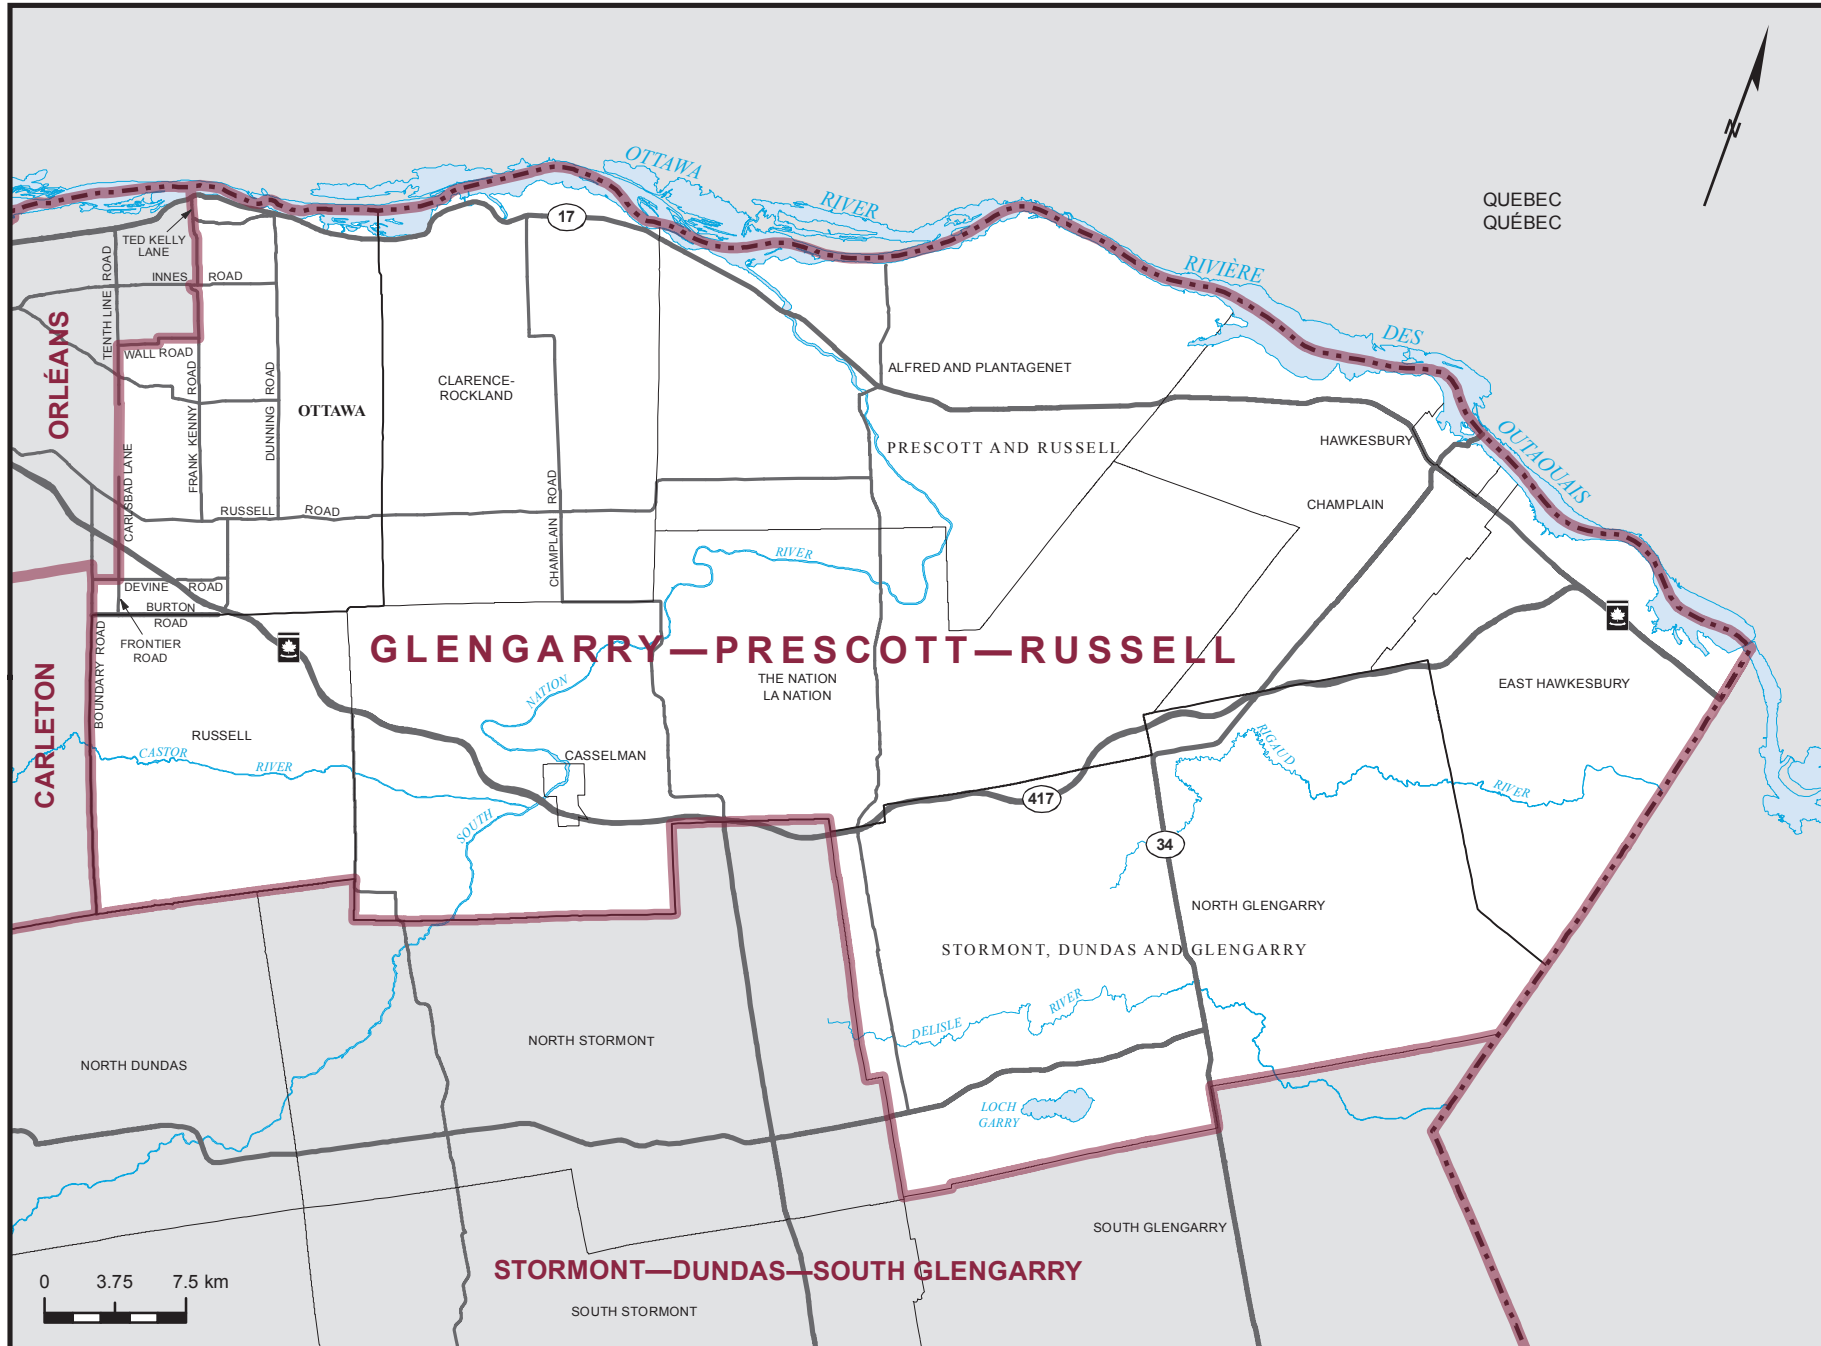 N
QUEBEC
QUÉBEC
OTTAWA
RIVER
RIVIÈRE
DES
OUTAOUAIS
17
TED KELLY
LANE
INNES ROAD
TENTH LINE ROAD
WALL ROAD
ORLÉANS
FRANK KENNY ROAD
DUNNING ROAD
OTTAWA
CLARENCE-
ROCKLAND
ALFRED AND PLANTAGENET
PRESCOTT AND RUSSELL
HAWKESBURY
CHAMPLAIN
CARLSBAD LANE
RUSSELL ROAD
CHAMPLAIN ROAD
RIVER
DEVINE ROAD
BURTON
ROAD
FRONTIER
ROAD
BOUNDARY ROAD
GLENGARRY—PRESCOTT—RUSSELL
THE NATION
LA NATION
NATION
EAST HAWKESBURY
CARLETON
RUSSELL
CASTOR
RIVER
CASSELMAN
SOUTH
RIGAUD
RIVER
417
34
NORTH GLENGARRY
STORMONT, DUNDAS AND GLENGARRY
DELISLE
RIVER
NORTH STORMONT
NORTH DUNDAS
LOCH
GARRY
SOUTH GLENGARRY
STORMONT—DUNDAS—SOUTH GLENGARRY
SOUTH STORMONT
0 3.75 7.5 km